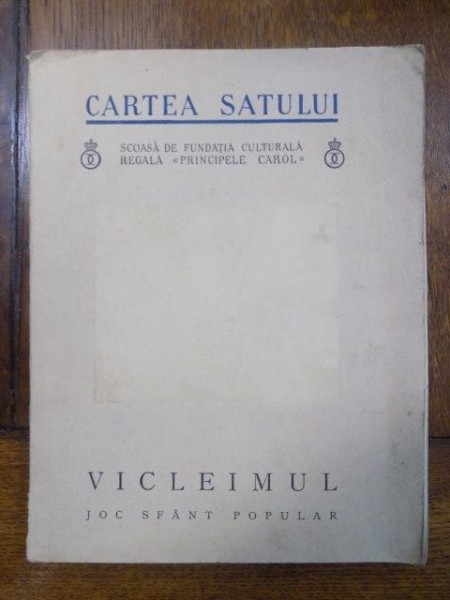 CARTEA SATULUI
SCOASĂ DE FUNDAȚIA CULTURALĂ
REGALĂ «PRINCIPELE CAROL»
VICLEIMUL
JOC SFÂNT POPULAR